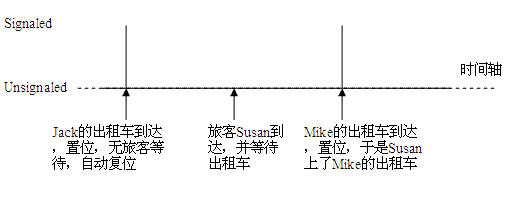 Signaled
时间轴
Unsignaled
Jack的出租车到达
，置位，无旅客等
待，自动复位
旅客Susan到
达，并等待
出租车
Mike的出租车到达
，置位，于是Susan
上了Mike的出租车